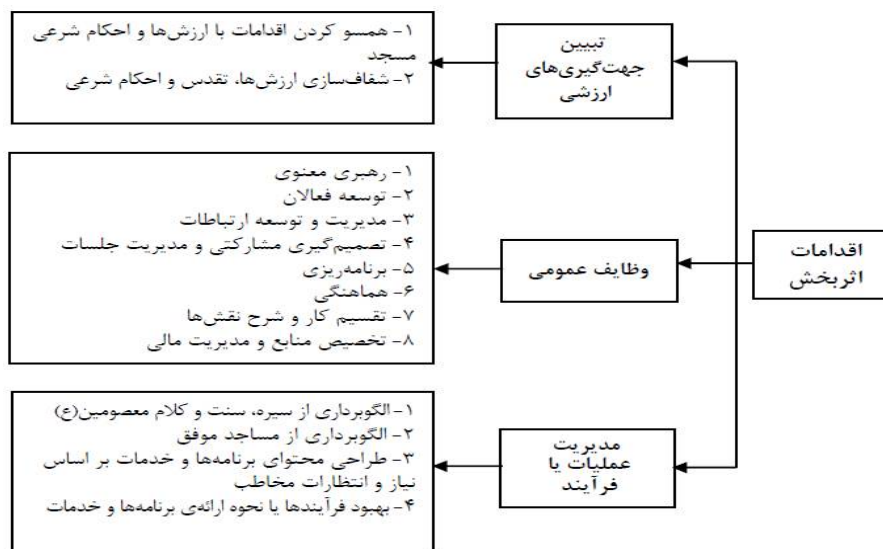 اقدامات
اثربخش
تبیین
جهت‌گیری‌های
ارزشی
۱- همسو کردن اقدامات با ارزش‌ها و احکام شرعی
مسجد
۲- شفاف‌سازی ارزش‌ها، تقدس و احکام شرعی
وظایف عمومی
۱- رهبری معنوی
۲- توسعه فعالان
۳- مدیریت و توسعه ارتباطات
۴- تصمیم‌گیری مشارکتی و مدیریت جلسات
۵- برنامه‌ریزی
۶- هماهنگی
۷- تقسیم کار و شرح نقش‌ها
۸- تخصیص منابع و مدیریت مالی
مدیریت
عملیات یا
فرآیند
۱- الگوبرداری از سیره، سنت و کلام معصومین(ع)
۲- الگوبرداری از مساجد موفق
۳- طراحی محتوای برنامه‌ها و خدمات بر اساس
نیاز و انتظارات مخاطب
۴- بهبود فرآیندها یا نحوه ارائه‌ی برنامه‌ها و خدمات